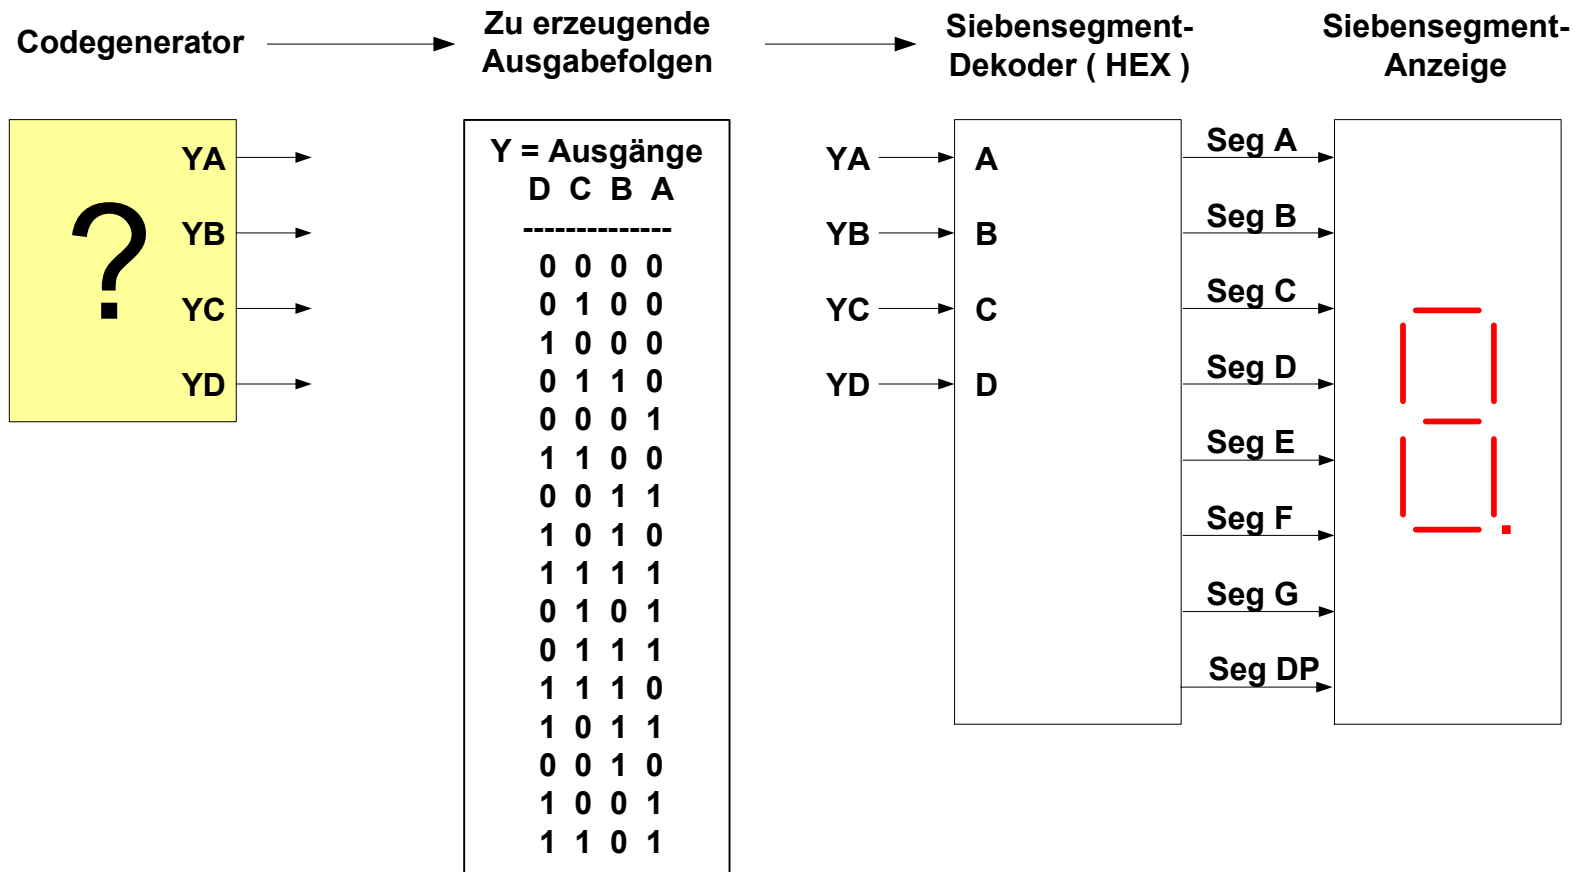 Codegenerator
Zu erzeugende
Ausgabefolgen
Siebensegment-
Dekoder ( HEX )
Siebensegment-
Anzeige
?
YA
YB
YC
YD
Y = Ausgänge
D C B A
--------------
0 0 0 0
0 1 0 0
1 0 0 0
0 1 1 0
0 0 0 1
1 1 0 0
0 0 1 1
1 0 1 0
1 1 1 1
0 1 0 1
0 1 1 1
1 1 1 0
1 0 1 1
0 0 1 0
1 0 0 1
1 1 0 1
YA
YB
YC
YD
A
B
C
D
Seg A
Seg B
Seg C
Seg D
Seg E
Seg F
Seg G
Seg DP